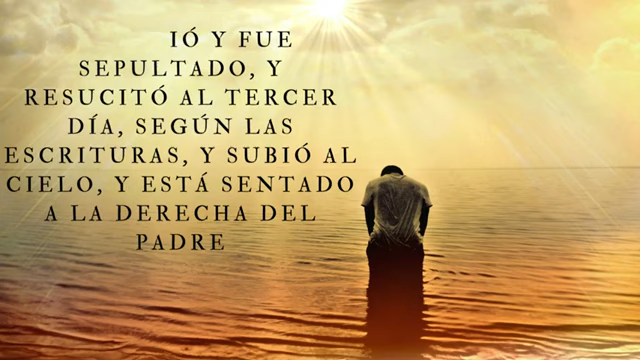 IÓ Y FUE
SEPULTADO, Y
RESUCITÓ AL TERCER
DÍA, SEGÚN LAS
ESCRITURAS, Y SUBIÓ AL
CIELO, Y ESTÁ SENTADO
A LA DERECHA DEL
PADRE